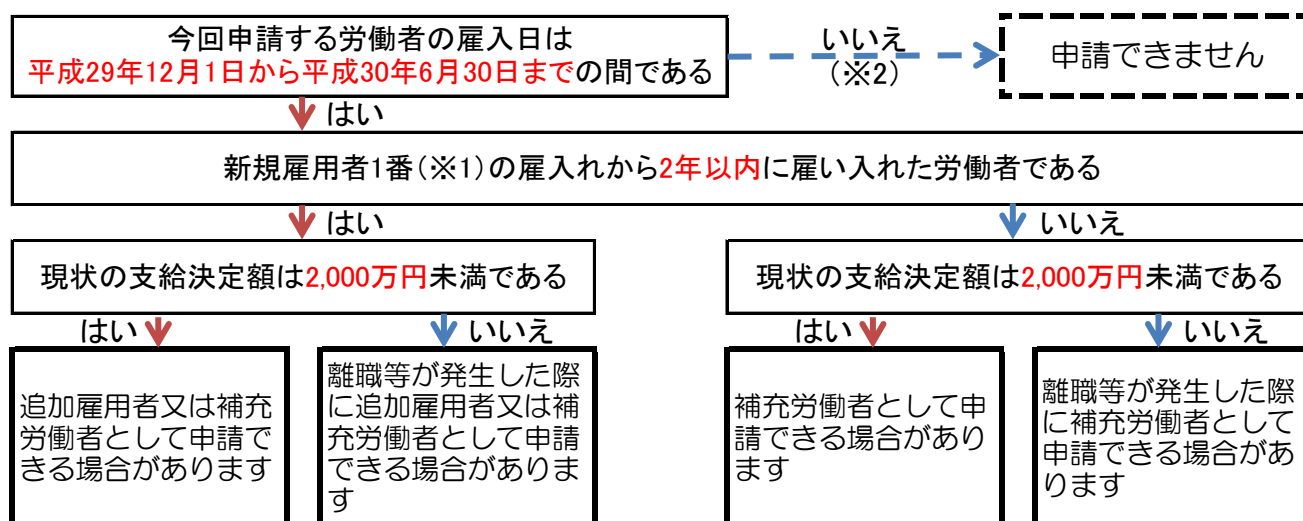 今回申請する労働者の雇入日は
平成29年12月1日から平成30年6月30日までの間である
いいえ
(※2)
申請できません
はい
新規雇用者1番(※1)の雇入れから2年以内に雇い入れた労働者である
はい
いいえ
現状の支給決定額は2,000万円未満である
現状の支給決定額は2,000万円未満である
はい
いいえ
はい
いいえ
追加雇用者又は補充
労働者として申請で
きる場合があります
離職等が発生した際
に追加雇用者又は補
充労働者として申請
できる場合がありま
す
補充労働者として申
請できる場合があり
ます
離職等が発生した際
に補充労働者として
申請できる場合があ
ります